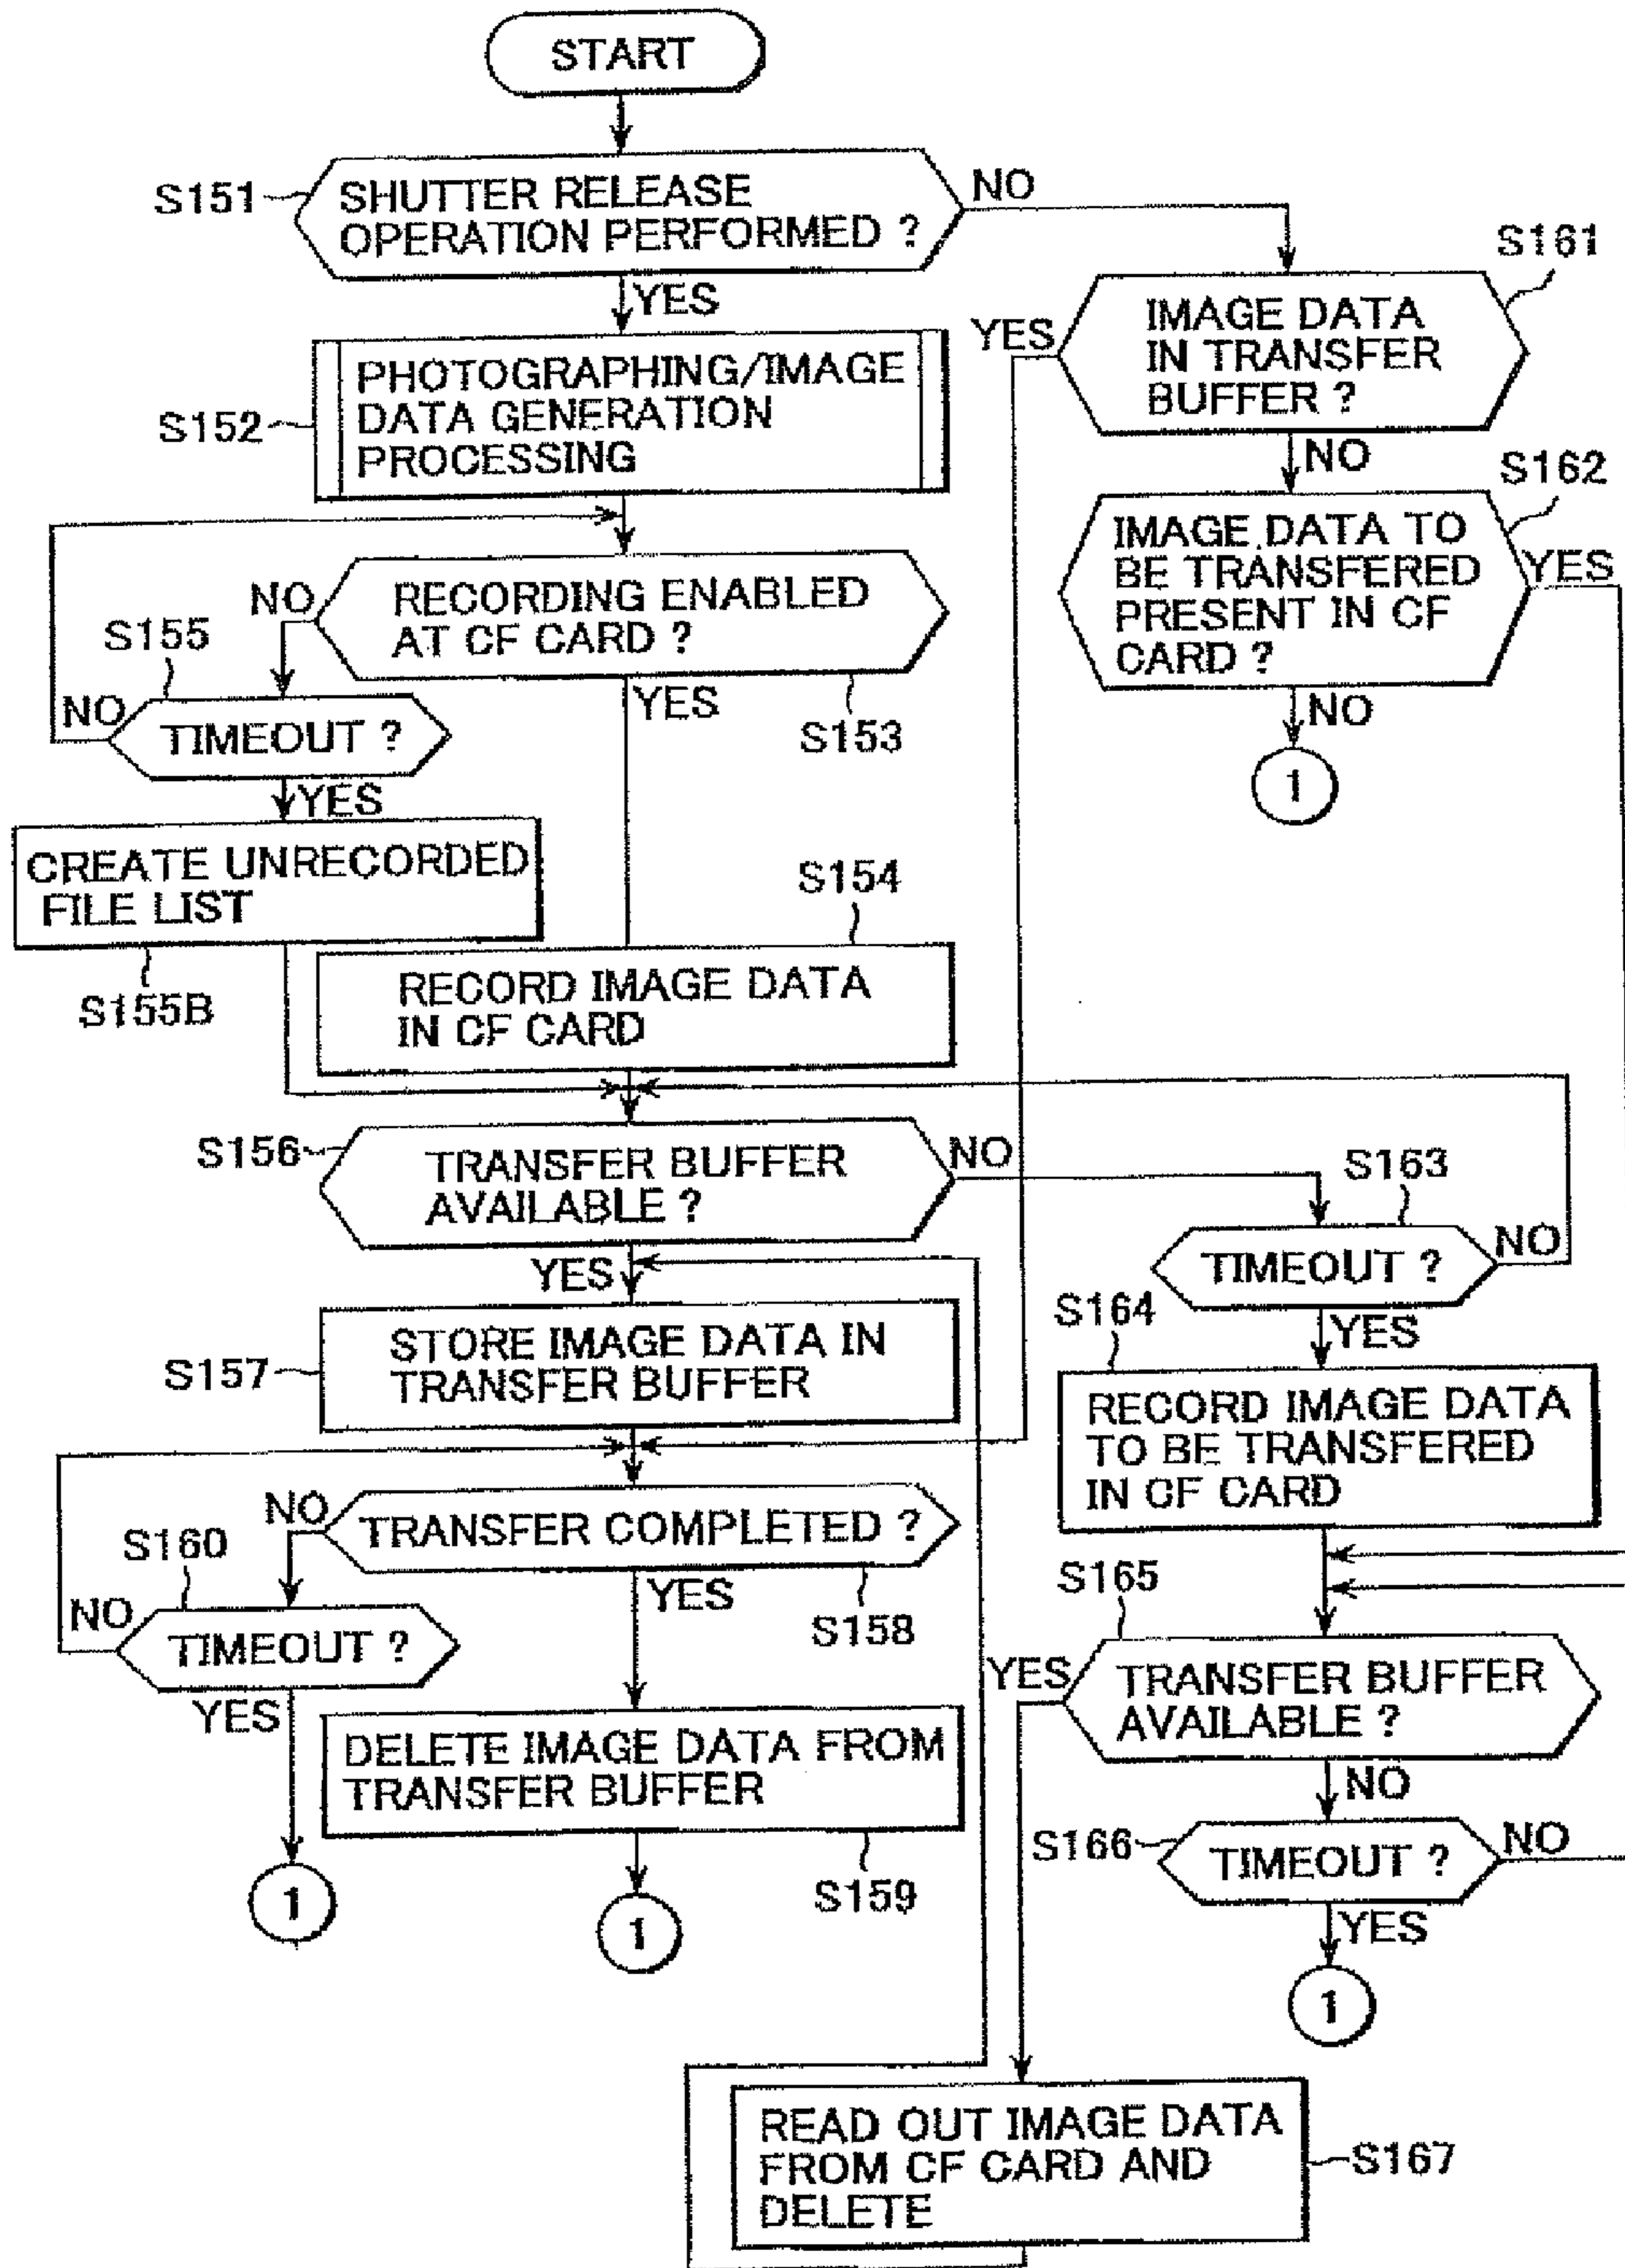 START
S151
SHUTTER RELEASE
OPERATION PERFORMED ?
NO
YES
S161
IMAGE DATA
IN TRANSFER
BUFFER ?
YES
NO
S152
PHOTOGRAPHING/IMAGE
DATA GENERATION
PROCESSING
S162
IMAGE DATA TO
BE TRANSFERED
PRESENT IN CF
CARD ?
YES
NO
1
RECORDING ENABLED
AT CF CARD ?
NO
YES
S153
S155
TIMEOUT ?
NO
YES
CREATE UNRECORDED
FILE LIST
S155B
S154
RECORD IMAGE DATA
IN CF CARD
S156
TRANSFER BUFFER
AVAILABLE ?
NO
YES
S163
TIMEOUT ?
NO
YES
S157
STORE IMAGE DATA IN
TRANSFER BUFFER
S164
RECORD IMAGE DATA
TO BE TRANSFERED
IN CF CARD
NO
TRANSFER COMPLETED ?
YES
S158
S160
NO
TIMEOUT ?
YES
1
DELETE IMAGE DATA FROM
TRANSFER BUFFER
S159
1
S165
YES
TRANSFER BUFFER
AVAILABLE ?
NO
S166
TIMEOUT ?
NO
YES
1
READ OUT IMAGE DATA
FROM CF CARD AND
DELETE
S167